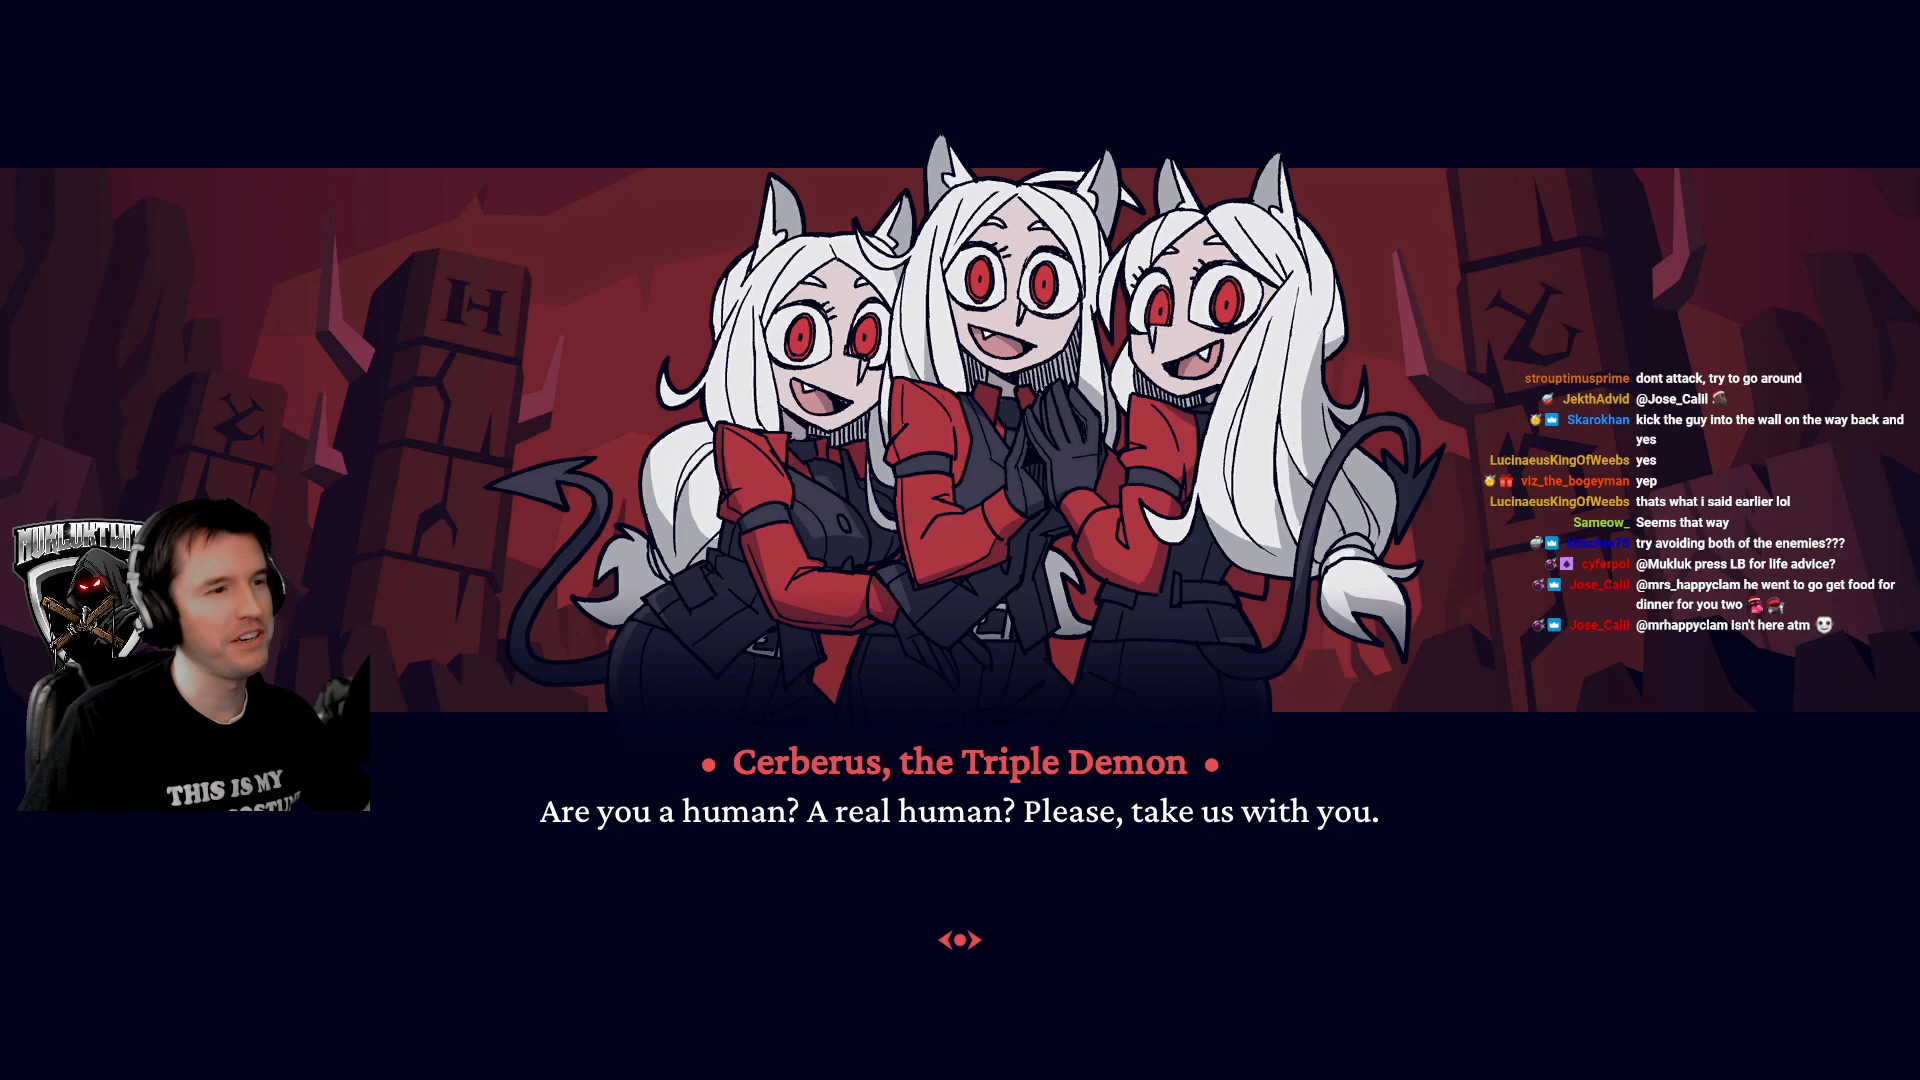 strouptimusprime dont attack, try to go around
JekthAdvid @Jose_Calil
Skarokhan kick the guy into the wall on the way back and
yes
LucinaeusKingOfWeebs yes
viz_the_bogeyman yep
LucinaeusKingOfWeebs thats what i said earlier lol
Sameow_ Seems that way
try avoiding both of the enemies???
cyferpol @Mukluk press LB for life advice?
Jose_Calil @mrs_happyclam he went to go get food for
dinner for you two
Jose_Calil @mrhappyclam isn't here atm
H
THIS IS MY
• Cerberus, the Triple Demon •
Are you a human? A real human? Please, take us with you.